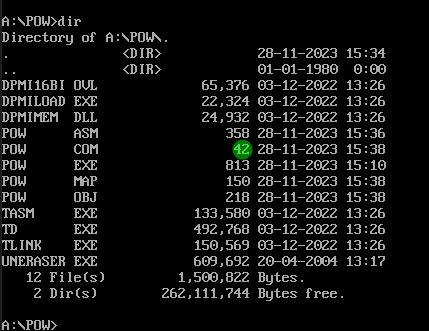 A:\POW>dir
Directory of A:\POW\.
. <DIR> 28-11-2023 15:34
.. <DIR> 01-01-1980 0:00
DPMI16BI OVL 65,376 03-12-2022 13:26
DPMILOAD EXE 22,324 03-12-2022 13:26
DPMIMEM DLL 24,932 03-12-2022 13:26
POW ASM 358 28-11-2023 15:36
POW COM 42 28-11-2023 15:38
POW EXE 813 28-11-2023 15:10
POW MAP 150 28-11-2023 15:38
POW OBJ 218 28-11-2023 15:38
TASM EXE 133,580 03-12-2022 13:26
TD EXE 492,768 03-12-2022 13:26
TLINK EXE 150,569 03-12-2022 13:26
UNERASER EXE 609,692 20-04-2004 13:17
12 File(s) 1,500,822 Bytes.
2 Dir(s) 262,111,744 Bytes free.
A:\POW>